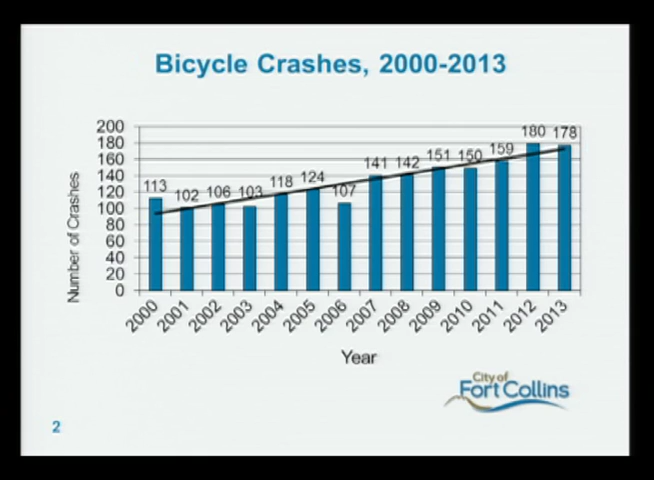 Bicycle Crashes, 2000-2013
Number of Crashes
200
180
160
140
120
100
80
60
40
20
0
113 102 106 103 118 124 107 141 142 151 150 159 180 178
2000 2001 2002 2003 2004 2005 2006 2007 2008 2009 2010 2011 2012 2013
Year
City of
Fort Collins
2